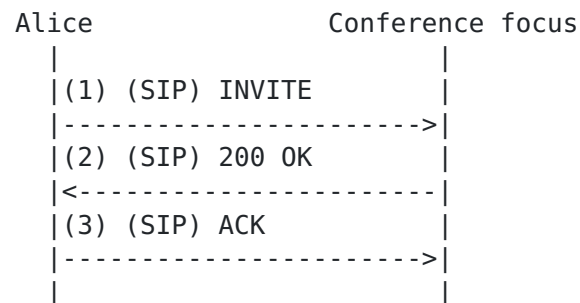 Alice                Conference focus
  |                         |
  |(1) (SIP) INVITE         |
  |------------------------>|
  |(2) (SIP) 200 OK         |
  |<------------------------|
  |(3) (SIP) ACK            |
  |------------------------>|
  |                         |